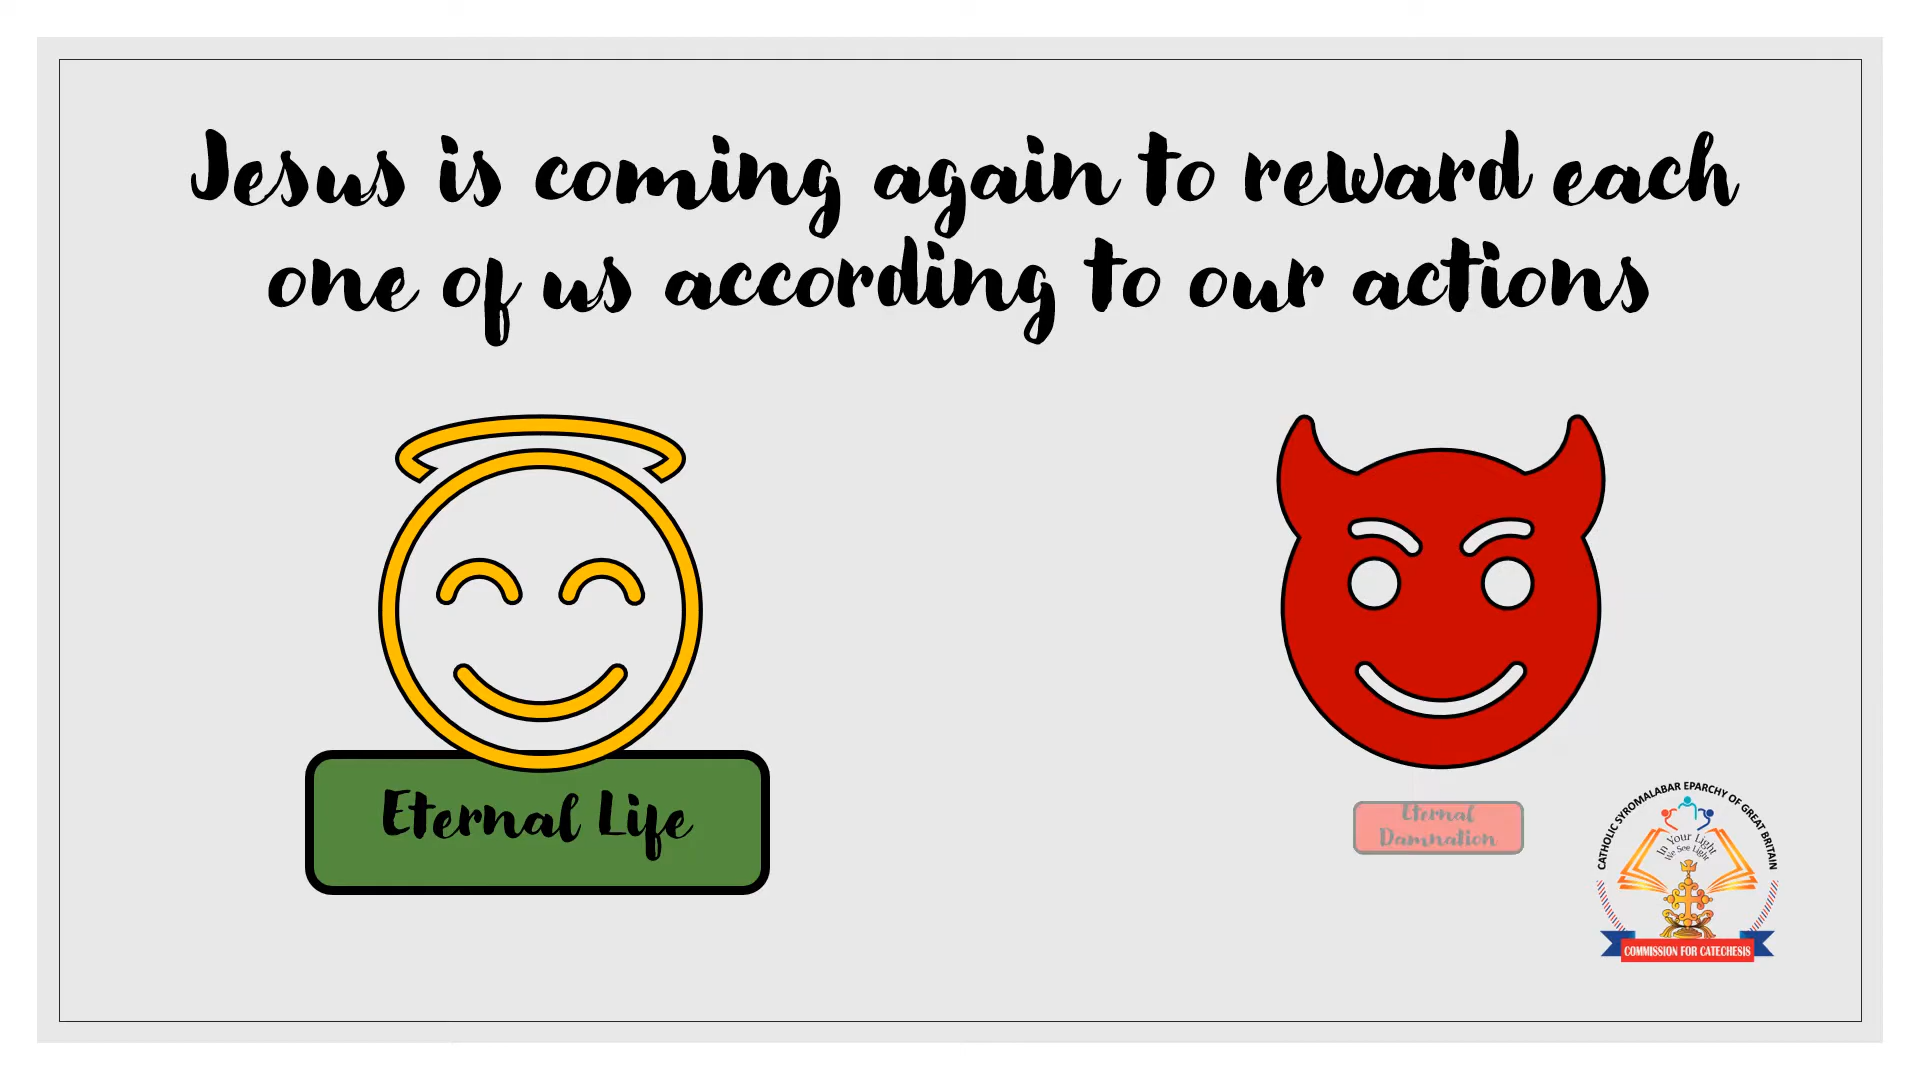 Jesus is coming again to reward each
one of us according to our actions
Eternal Life
Eternal
Damnation
CATHOLIC SYROMALABAR EPARCHY OF GREAT BRITAIN
In Your Light
We See Light
COMMISSION FOR CATECHESIS